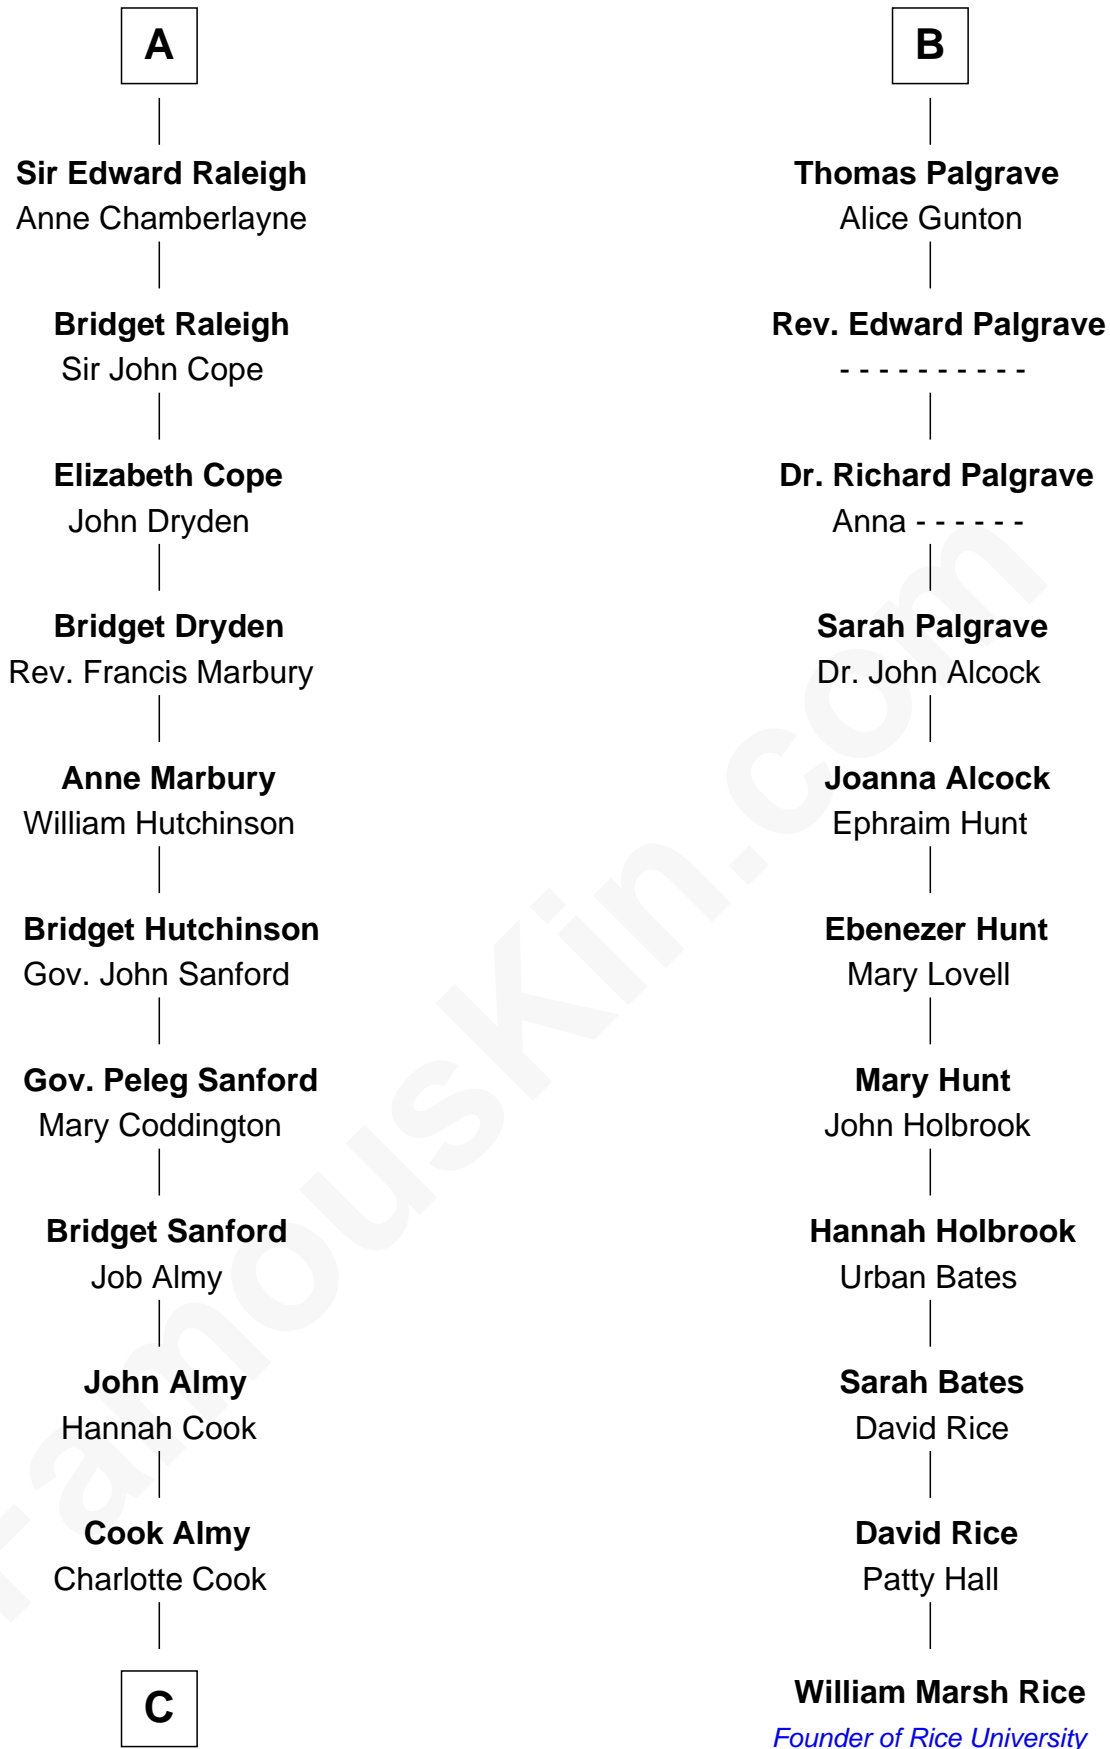 A
Sir Edward Raleigh
Anne Chamberlayne
Bridget Raleigh
Sir John Cope
Elizabeth Cope
John Dryden
Bridget Dryden
Rev. Francis Marbury
Anne Marbury
William Hutchinson
Bridget Hutchinson
Gov. John Sanford
Gov. Peleg Sanford
Mary Coddington
Bridget Sanford
Job Almy
John Almy
Hannah Cook
Cook Almy
Charlotte Cook
C
B
Thomas Palgrave
Alice Gunton
Rev. Edward Palgrave
- - - - - - - - - -
Dr. Richard Palgrave
Anna - - - - - -
Sarah Palgrave
Dr. John Alcock
Joanna Alcock
Ephraim Hunt
Ebenezer Hunt
Mary Lovell
Mary Hunt
John Holbrook
Hannah Holbrook
Urban Bates
Sarah Bates
David Rice
David Rice
Patty Hall
William Marsh Rice
Founder of Rice University
FamousKin.com